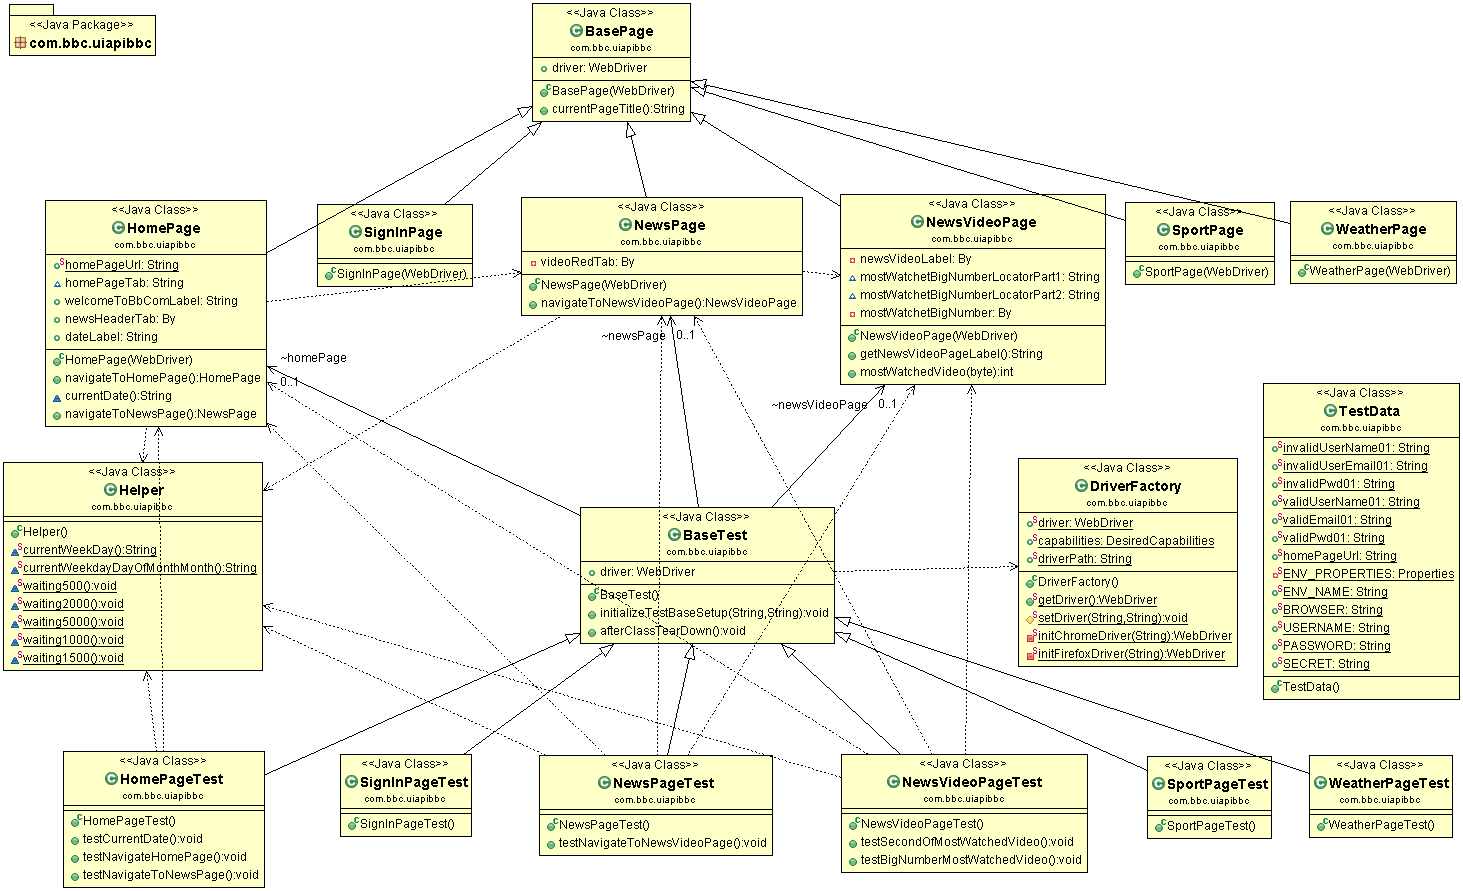 <<Java Package>>
com.bbc.uiapibbc
<<Java Class>>
BasePage
com.bbc.uiapibbc
driver: WebDriver
BasePage(WebDriver)
currentPageTitle():String
<<Java Class>>
HomePage
com.bbc.uiapibbc
homePageUrl: String
homePageTab: String
welcomeToBbComLabel: String
newsHeaderTab: By
dateLabel: String
HomePage(WebDriver)
navigateToHomePage():HomePage
currentDate():String
navigateToNewsPage():NewsPage
<<Java Class>>
SignInPage
com.bbc.uiapibbc
SignInPage(WebDriver)
<<Java Class>>
NewsPage
com.bbc.uiapibbc
videoRedTab: By
NewsPage(WebDriver)
navigateToNewsVideoPage():NewsVideoPage
<<Java Class>>
NewsVideoPage
com.bbc.uiapibbc
newsVideoLabel: By
mostWatchetBigNumberLocatorPart1: String
mostWatchetBigNumberLocatorPart2: String
mostWatchetBigNumber: By
NewsVideoPage(WebDriver)
getNewsVideoPageLabel():String
mostWatchedVideo(byte):int
<<Java Class>>
SportPage
com.bbc.uiapibbc
SportPage(WebDriver)
<<Java Class>>
WeatherPage
com.bbc.uiapibbc
WeatherPage(WebDriver)
~newsPage 0..1
~homePage
0..1
~newsVideoPage 0..1
<<Java Class>>
Helper
com.bbc.uiapibbc
Helper()
currentWeekDay():String
currentWeekdayDayOfMonthMonth():String
waiting500():void
waiting2000():void
waiting5000():void
waiting1000():void
waiting1500():void
<<Java Class>>
BaseTest
com.bbc.uiapibbc
driver: WebDriver
BaseTest()
initializeTestBaseSetup(String,String):void
afterClassTearDown():void
<<Java Class>>
DriverFactory
com.bbc.uiapibbc
driver: WebDriver
capabilities: DesiredCapabilities
driverPath: String
DriverFactory()
getDriver():WebDriver
setDriver(String,String):void
initChromeDriver(String):WebDriver
initFirefoxDriver(String):WebDriver
<<Java Class>>
TestData
com.bbc.uiapibbc
invalidUserName01: String
invalidUserEmail01: String
invalidPwd01: String
validUserName01: String
validEmail01: String
validPwd01: String
homePageUrl: String
ENV_PROPERTIES: Properties
ENV_NAME: String
BROWSER: String
USERNAME: String
PASSWORD: String
SECRET: String
TestData()
<<Java Class>>
HomePageTest
com.bbc.uiapibbc
HomePageTest()
testCurrentDate():void
testNavigateHomePage():void
testNavigateToNewsPage():void
<<Java Class>>
SignInPageTest
com.bbc.uiapibbc
SignInPageTest()
<<Java Class>>
NewsPageTest
com.bbc.uiapibbc
NewsPageTest()
testNavigateToNewsVideoPage():void
<<Java Class>>
NewsVideoPageTest
com.bbc.uiapibbc
NewsVideoPageTest()
testSecondOfMostWatchedVideo():void
testBigNumberMostWatchedVideo():void
<<Java Class>>
SportPageTest
com.bbc.uiapibbc
SportPageTest()
<<Java Class>>
WeatherPageTest
com.bbc.uiapibbc
WeatherPageTest()